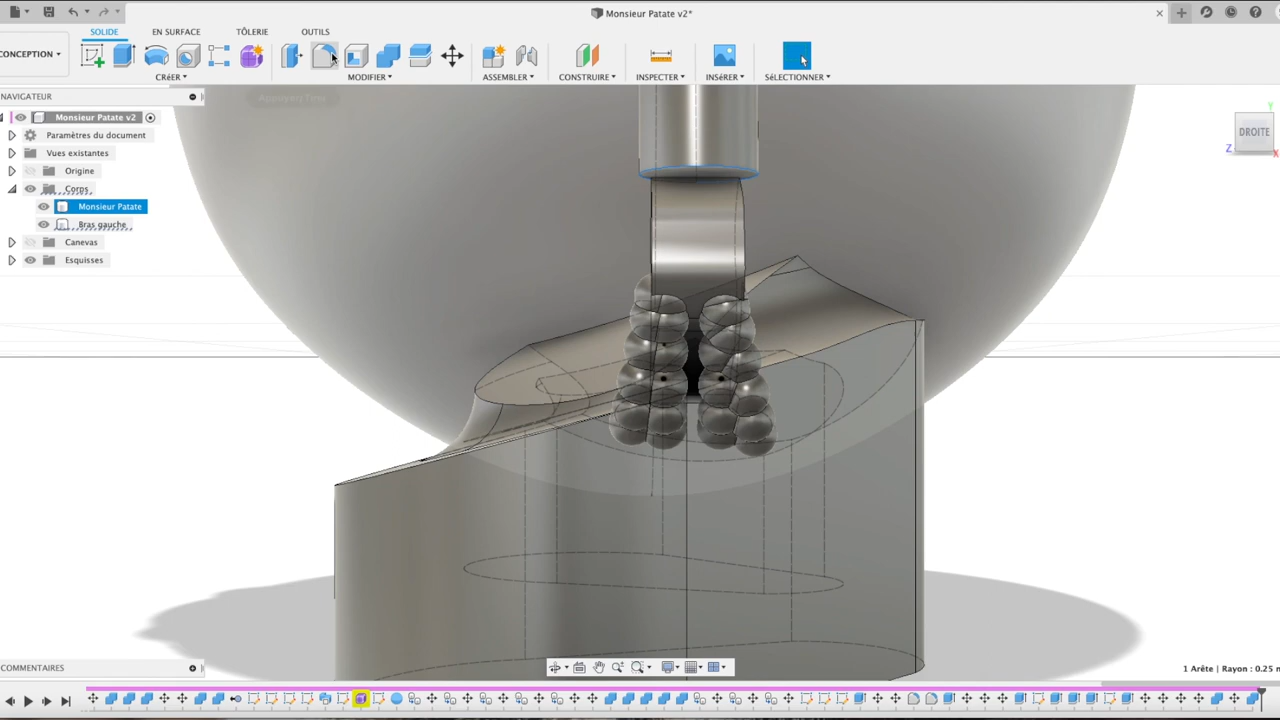 Monsieur Patate v2*
SOLIDE
EN SURFACE
TÔLERIE
OUTILS
CONCEPTION
CRÉER
MODIFIER
ASSEMBLER
CONSTRUIRE
INSPECTER
INSÉRER
SÉLECTIONNER
NAVIGATEUR
Monsieur Patate v2
Paramètres du document
Vues existantes
Origine
Corps
Monsieur Patate
Bras gauche
Canevas
Esquisses
Y
DROITE
Z
X
COMMENTAIRES
1 Arête | Rayon : 0.25